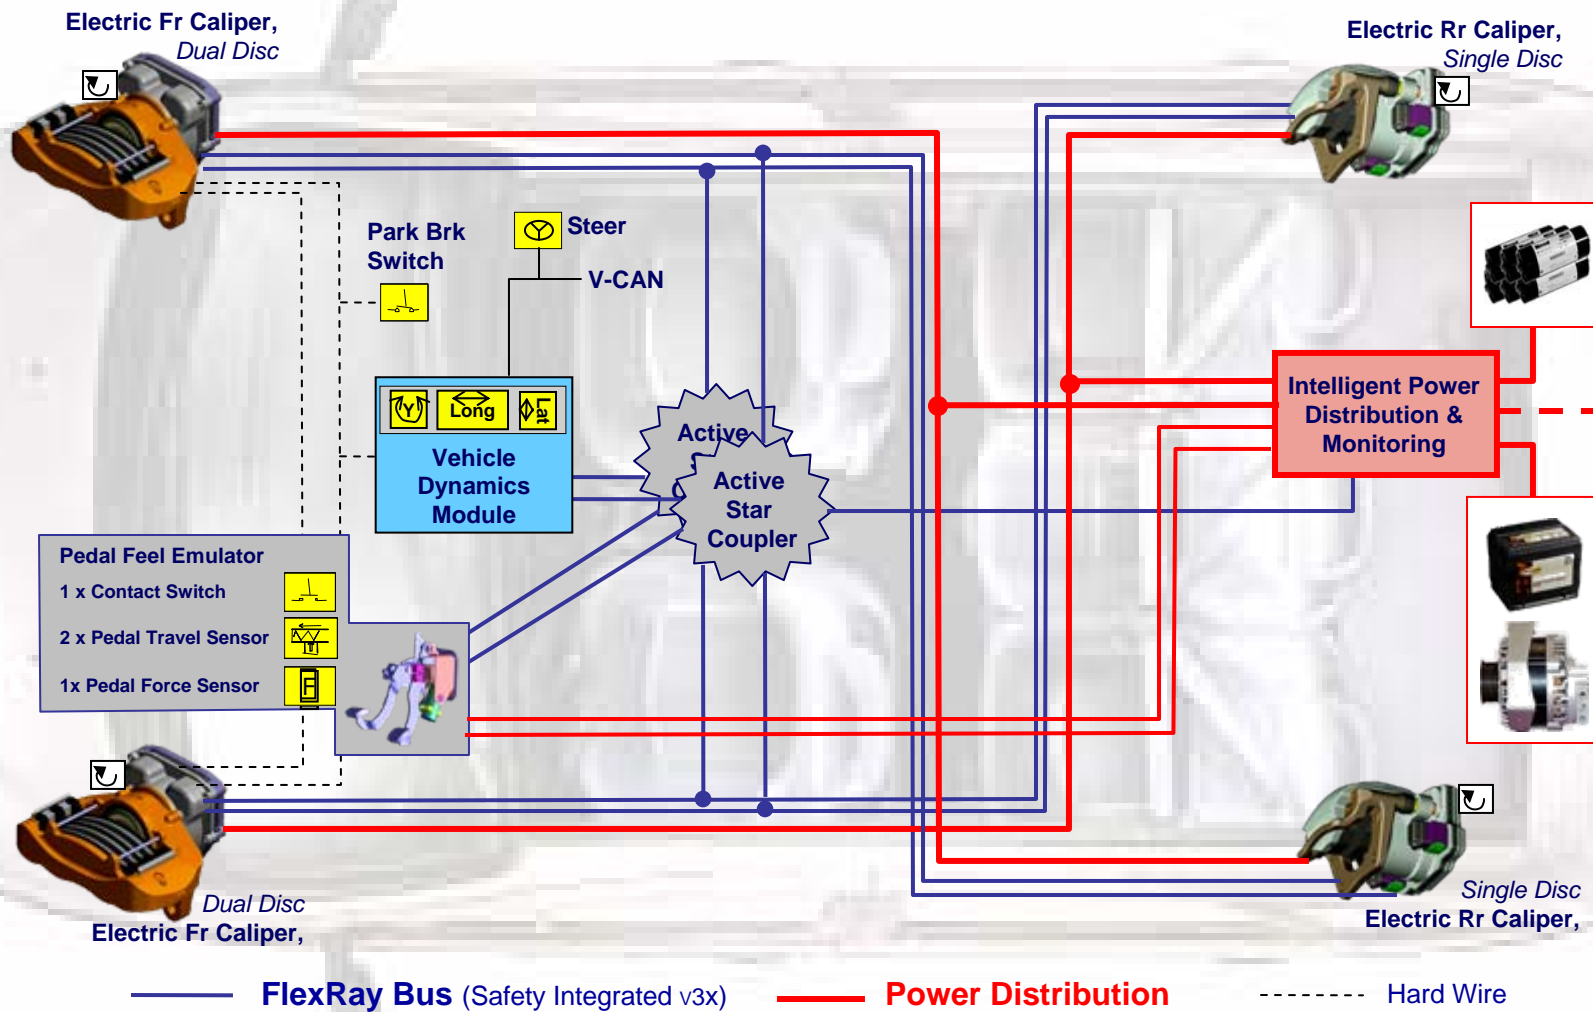 Electric Fr Caliper,
Dual Disc
Electric Rr Caliper,
Single Disc
Park Brk
Switch
Steer
V-CAN
Y
Long
Lat
Vehicle
Dynamics
Module
Active
Active
Star
Coupler
Intelligent Power
Distribution &
Monitoring
Pedal Feel Emulator
1 x Contact Switch
2 x Pedal Travel Sensor
1x Pedal Force Sensor
F
Dual Disc
Electric Fr Caliper,
Single Disc
Electric Rr Caliper,
FlexRay Bus (Safety Integrated v3x)
Power Distribution
Hard Wire